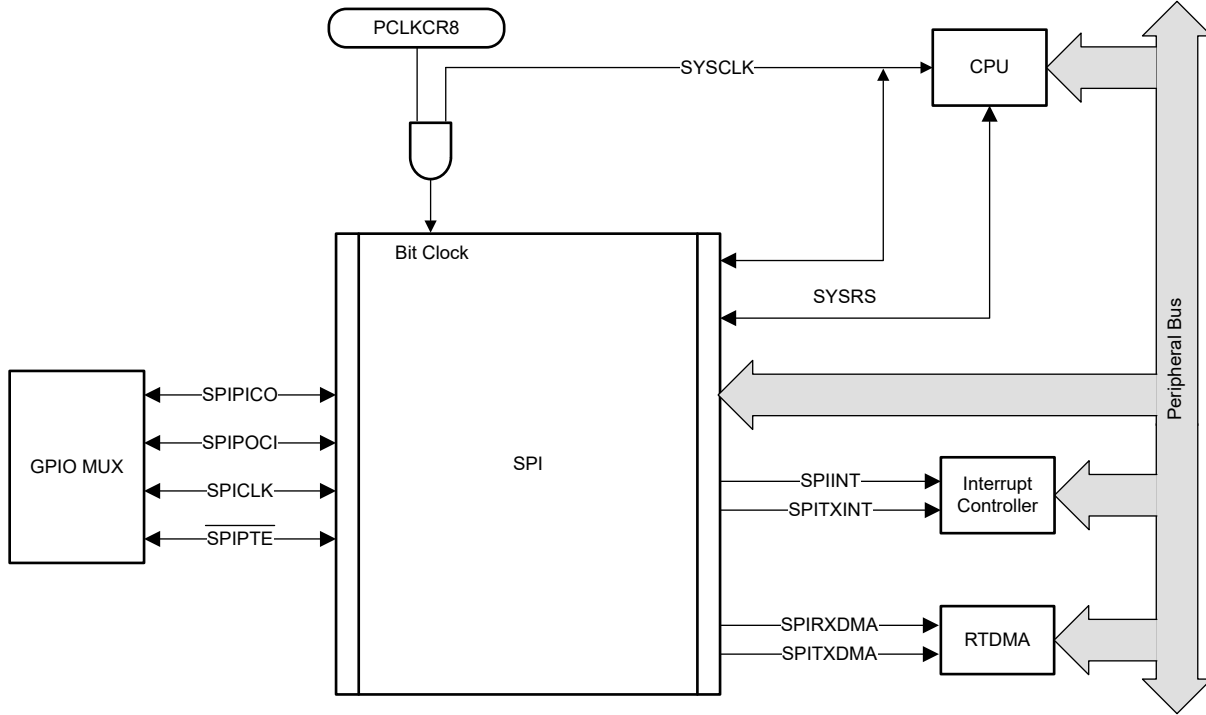 PCLKCR8
SYSCLK
CPU
Bit Clock
SYSRS
Peripheral Bus
GPIO MUX
SPIPICO
SPIPOCI
SPICLK
SPIPTE
SPI
SPIINT
SPITXINT
Interrupt
Controller
SPIRXDMA
SPITXDMA
RTDMA